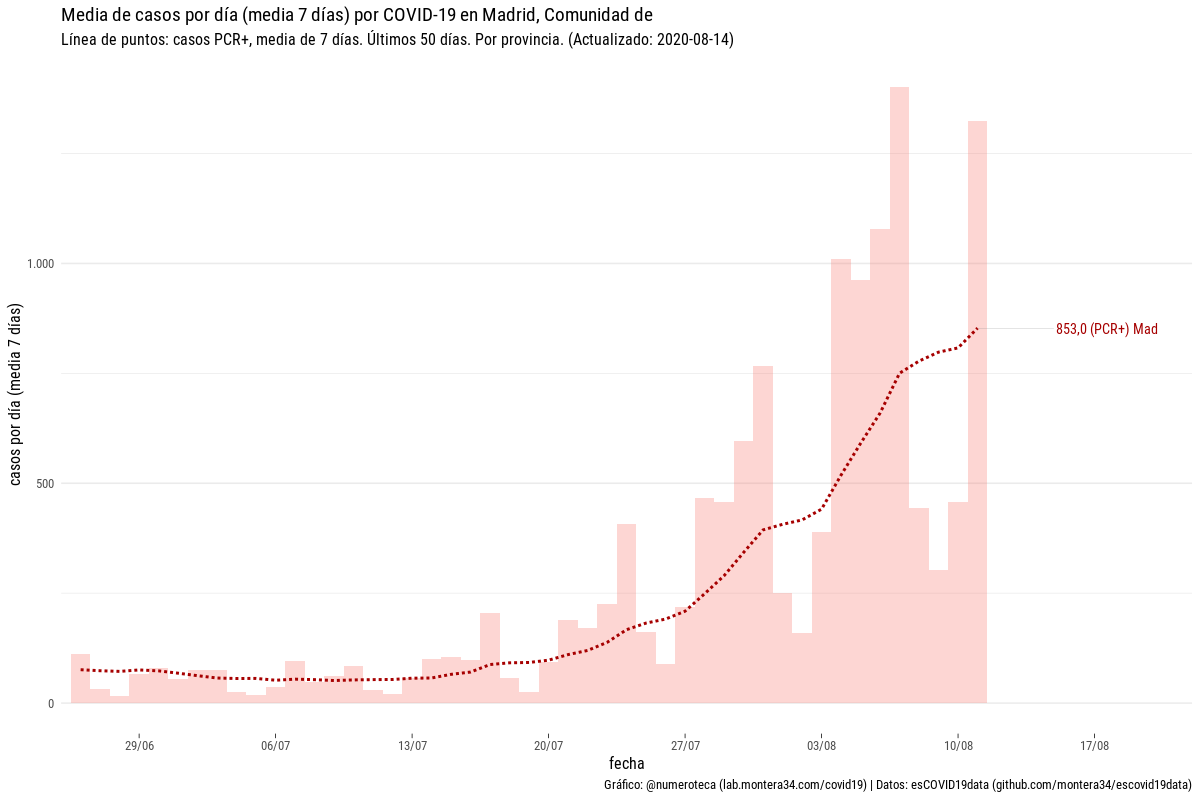 Media de casos por día (media 7 días) por COVID-19 en Madrid, Comunidad de
Línea de puntos: casos PCR+, media de 7 días. Últimos 50 días. Por provincia. (Actualizado: 2020-08-14)
casos por día (media 7 días)
1.000
500
0
853,0 (PCR+) Mad
29/06
06/07
13/07
20/07
27/07
03/08
10/08
17/08
fecha
Gráfico: @numeroteca (lab.montera34.com/covid19) | Datos: esCOVID19data (github.com/montera34/escovid19data)